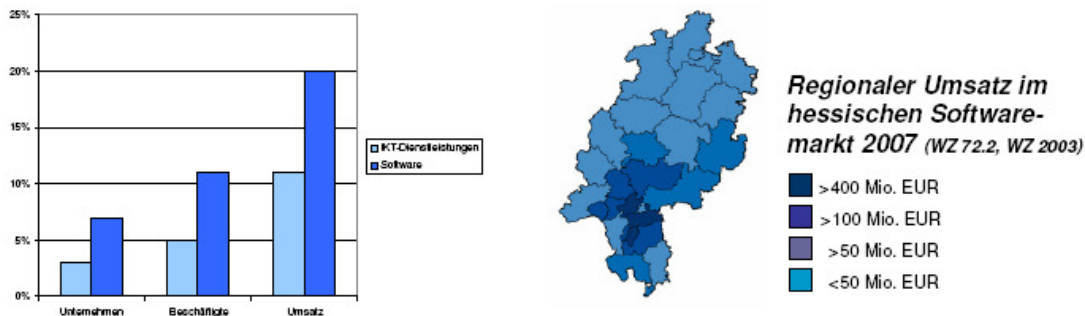 25%
20%
15%
10%
5%
0%
Unternehmen Beschäftigte Umsatz
IKT-Dienstleistungen
Software
Regionaler Umsatz im
hessischen Software-
markt 2007 (WZ 72.2, WZ 2003)
>400 Mio. EUR
>100 Mio. EUR
>50 Mio. EUR
<50 Mio. EUR